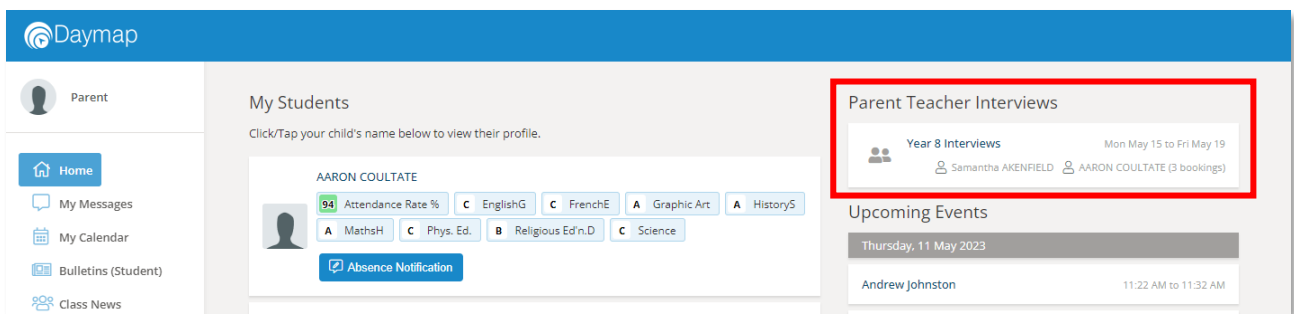 Daymap
Parent
Home
My Messages
My Calendar
Bulletins (Student)
Class News
My Students
Click/Tap your child's name below to view their profile.
AARON COULTATE
94 Attendance Rate % C EnglishG C FrenchE A Graphic Art A HistoryS
A MathsH C Phys. Ed. B Religious Ed'n.D C Science
Absence Notification
Parent Teacher Interviews
Year 8 Interviews Mon May 15 to Fri May 19
Samantha AKENFIELD AARON COULTATE (3 bookings)
Upcoming Events
Thursday, 11 May 2023
Andrew Johnston 11:22 AM to 11:32 AM